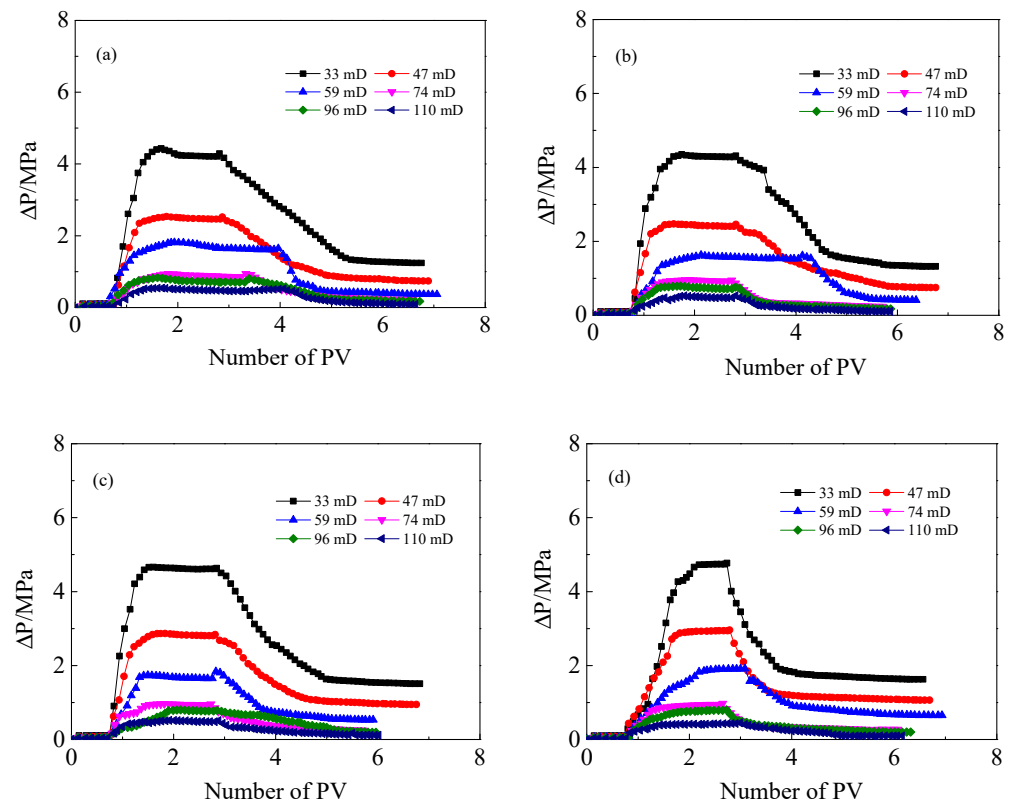 8
(a)
33 mD 47 mD
59 mD 74 mD
96 mD 110 mD
6
4
2
0
ΔP/MPa
0 2 4 6 8
Number of PV
8
(b)
33 mD 47 mD
59 mD 74 mD
96 mD 110 mD
6
4
2
0
ΔP/MPa
0 2 4 6 8
Number of PV
8
(c)
33 mD 47 mD
59 mD 74 mD
96 mD 110 mD
6
4
2
0
ΔP/MPa
0 2 4 6 8
Number of PV
8
(d)
33 mD 47 mD
59 mD 74 mD
96 mD 110 mD
6
4
2
0
ΔP/MPa
0 2 4 6 8
Number of PV